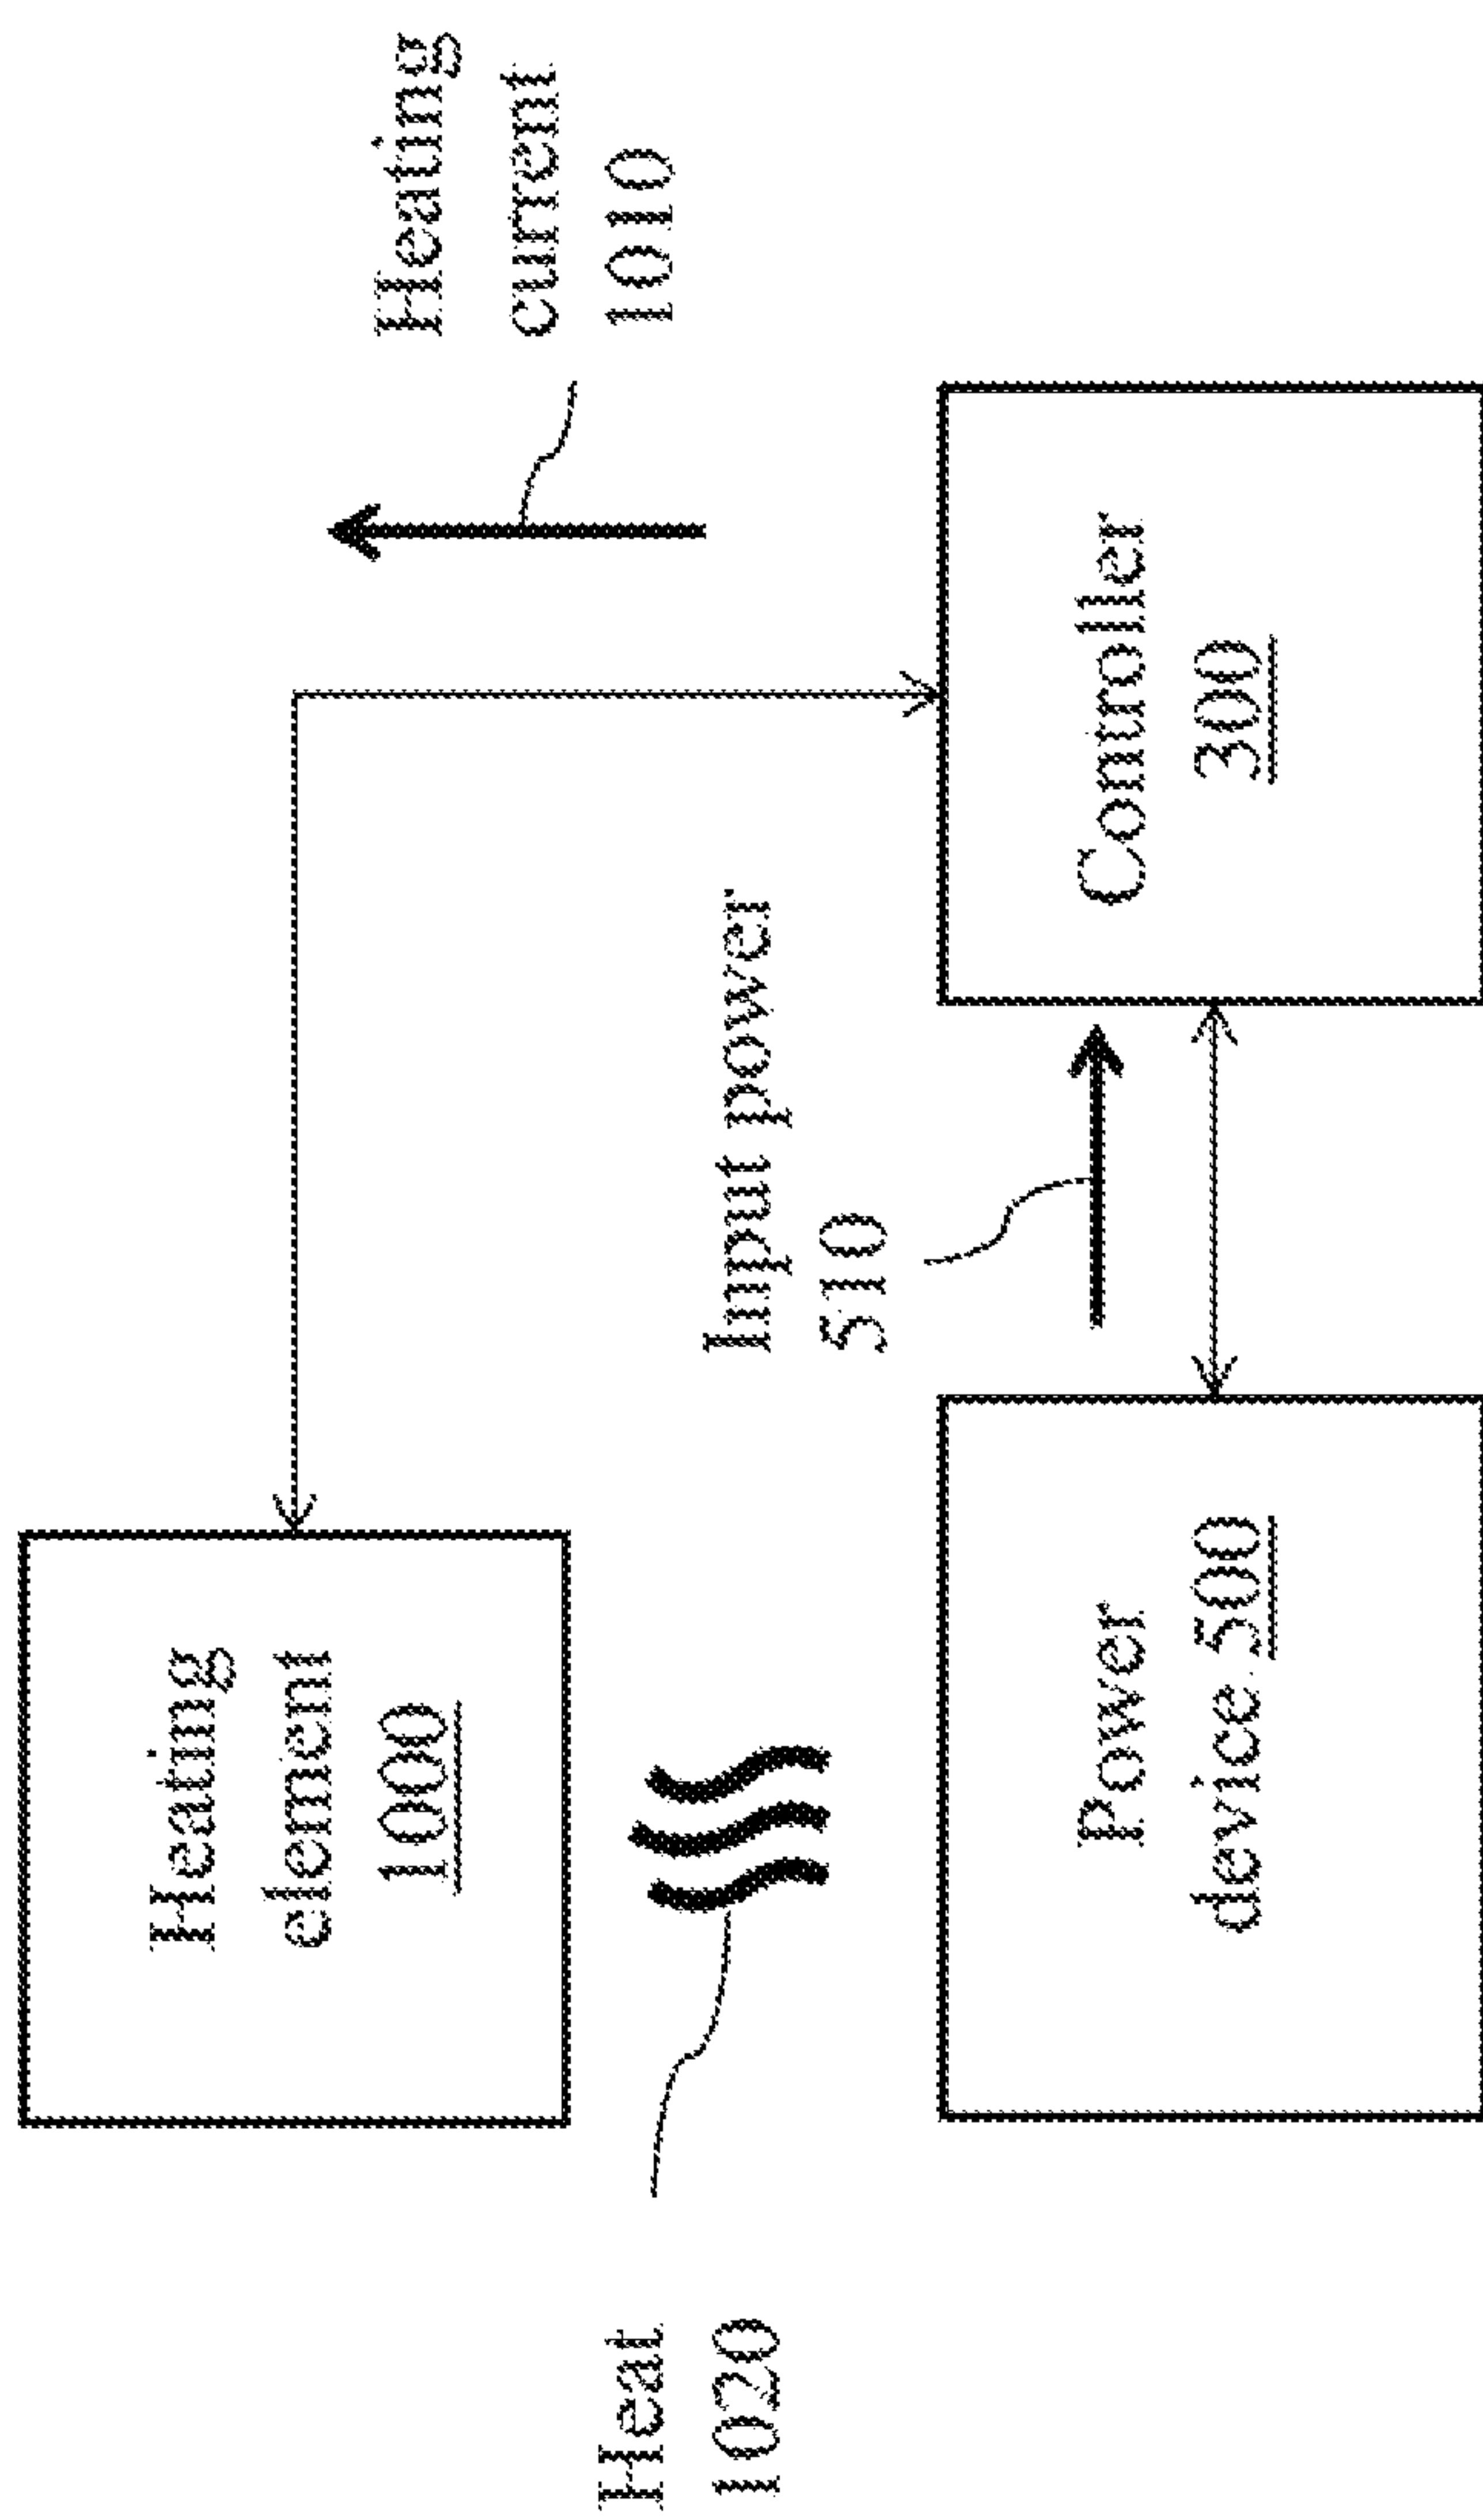 Heating
element
1000
Heating
current
1010
Heat
1020
Input power
510
Power
device 500
Controller
300